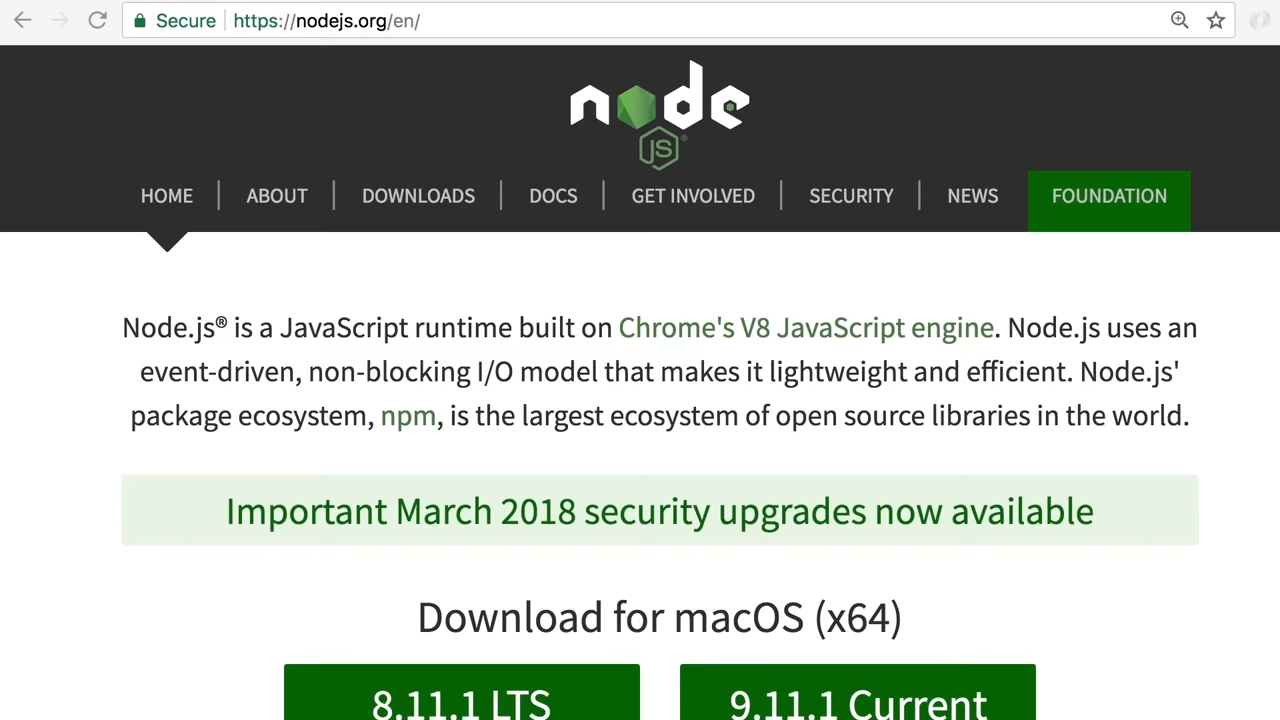 Secure https://nodejs.org/en/
node
JS®
HOME ABOUT DOWNLOADS DOCS GET INVOLVED SECURITY NEWS FOUNDATION
Node.js® is a JavaScript runtime built on Chrome's V8 JavaScript engine. Node.js uses an
event-driven, non-blocking I/O model that makes it lightweight and efficient. Node.js'
package ecosystem, npm, is the largest ecosystem of open source libraries in the world.
Important March 2018 security upgrades now available
Download for macOS (x64)
8.11.1 LTS 9.11.1 Current